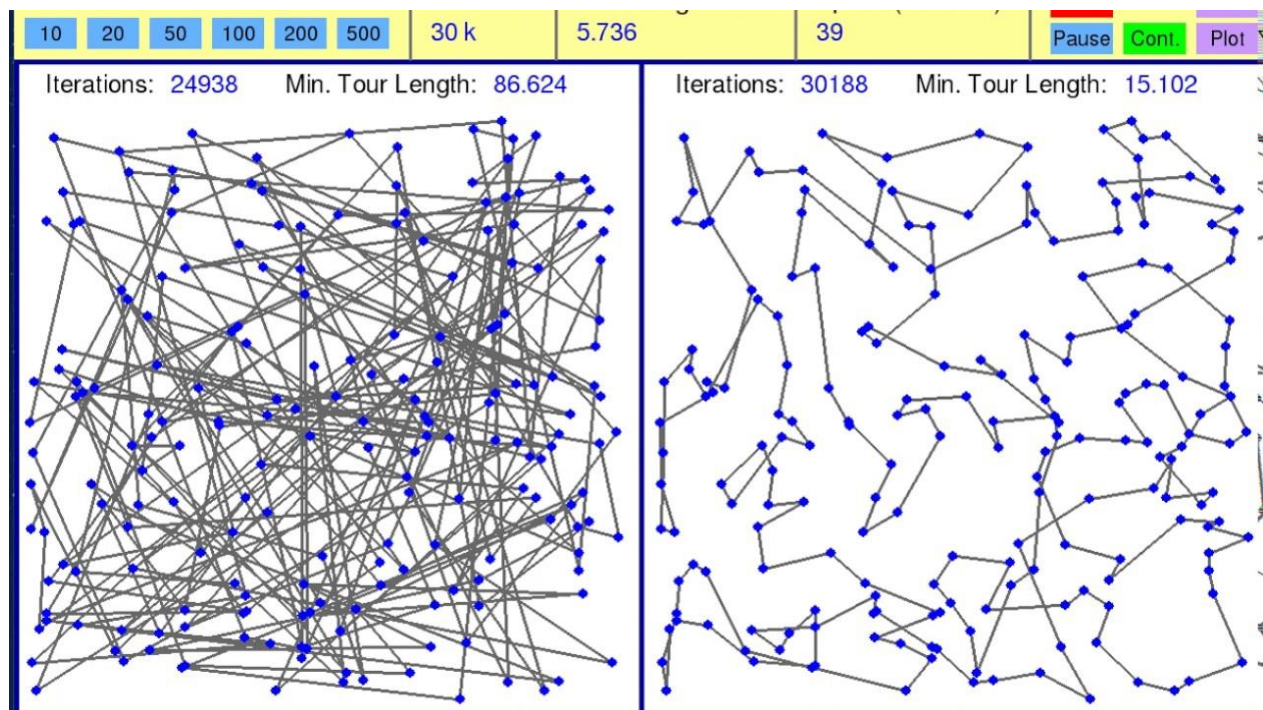 10 20 50 100 200 500 30 k 5.736 39 Pause Cont. Plot
Iterations: 24938 Min. Tour Length: 86.624
Iterations: 30188 Min. Tour Length: 15.102